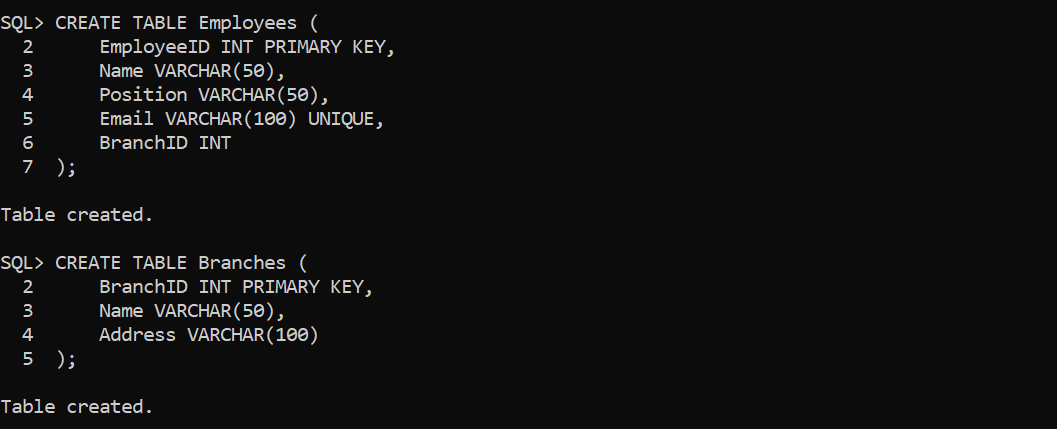 SQL> CREATE TABLE Employees (
  2      EmployeeID INT PRIMARY KEY,
  3      Name VARCHAR(50),
  4      Position VARCHAR(50),
  5      Email VARCHAR(100) UNIQUE,
  6      BranchID INT
  7  );
Table created.
SQL> CREATE TABLE Branches (
  2      BranchID INT PRIMARY KEY,
  3      Name VARCHAR(50),
  4      Address VARCHAR(100)
  5  );
Table created.